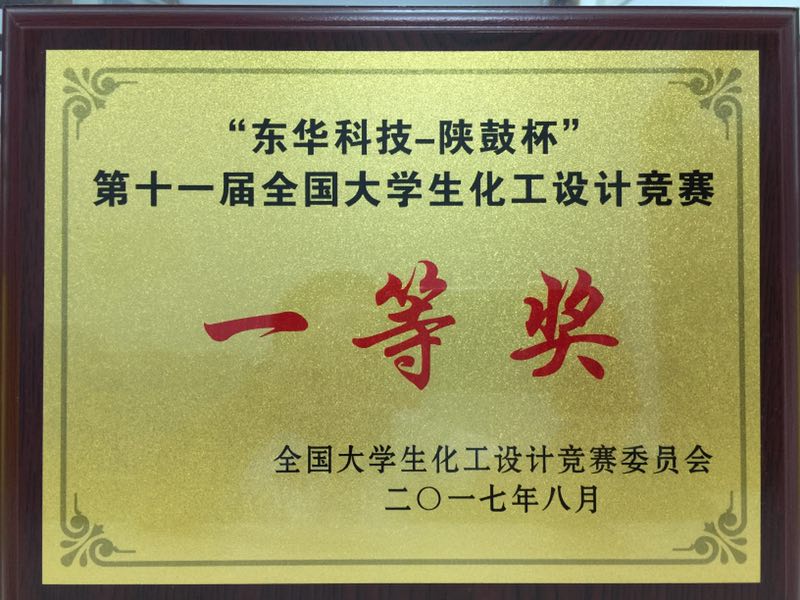 “东华科技–陕鼓杯”
第十一届全国大学生化工设计竞赛
一等奖
全国大学生化工设计竞赛委员会
二〇一七年八月